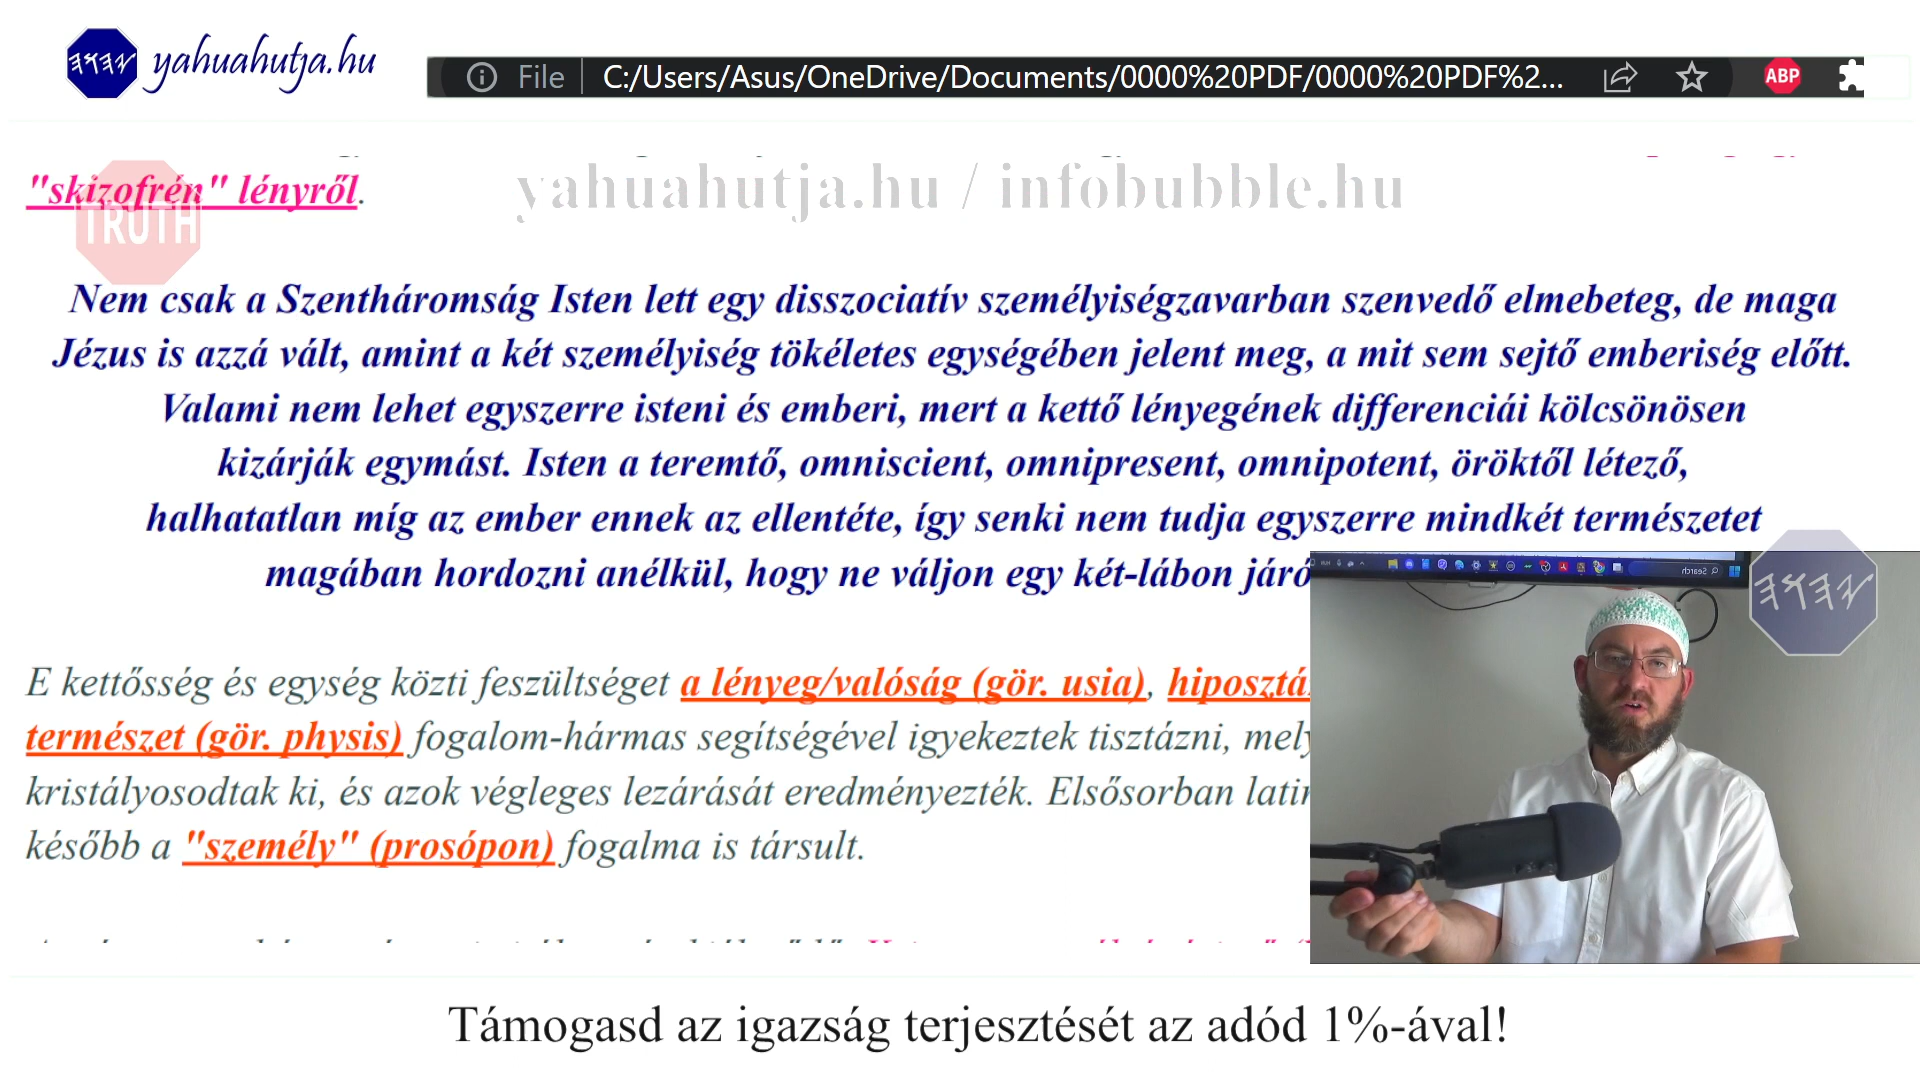 yahuahutja.hu
File
C:/Users/Asus/OneDrive/Documents/0000%20PDF/0000%20PDF%2...
ABP
"skizofrén" lényről.
yahuahutja.hu / infobubble.hu
TRUTH
Nem csak a Szentháromság Isten lett egy disszociatív személyiségzavarban szenvedő elmebeteg, de maga
Jézus is azzá vált, amint a két személyiség tökéletes egységében jelent meg, a mit sem sejtő emberiség előtt.
Valami nem lehet egyszerre isteni és emberi, mert a kettő lényegének differenciái kölcsönösen
kizárják egymást. Isten a teremtő, omniscient, omnipresent, omnipotent, öröktől létező,
halhatatlan míg az ember ennek az ellentéte, így senki nem tudja egyszerre mindkét természetet
magában hordozni anélkül, hogy ne váljon egy két-lábon járó
Search
E kettősség és egység közti feszültséget a lényeg/valóság (gör. usia), hiposztá
természet (gör. physis) fogalom-hármas segítségével igyekeztek tisztázni, mely
kristályosodtak ki, és azok végleges lezárását eredményezték. Elsősorban latin
később a "személy" (prosópon) fogalma is társult.
Támogasd az igazság terjesztését az adód 1%-ával!